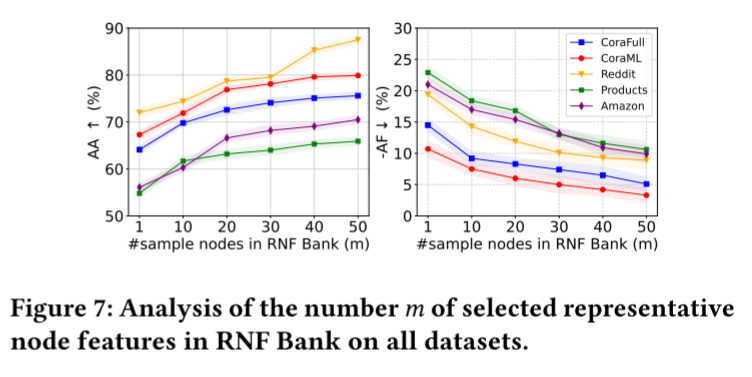 90
80
70
60
50
AA ↑ (%)
1 10 20 30 40 50
#sample nodes in RNF Bank (m)
30
25
20
15
10
5
0
-AF ↓ (%)
CoraFull
CoraML
Reddit
Products
Amazon
1 10 20 30 40 50
#sample nodes in RNF Bank (m)
Figure 7: Analysis of the number m of selected representative
node features in RNF Bank on all datasets.